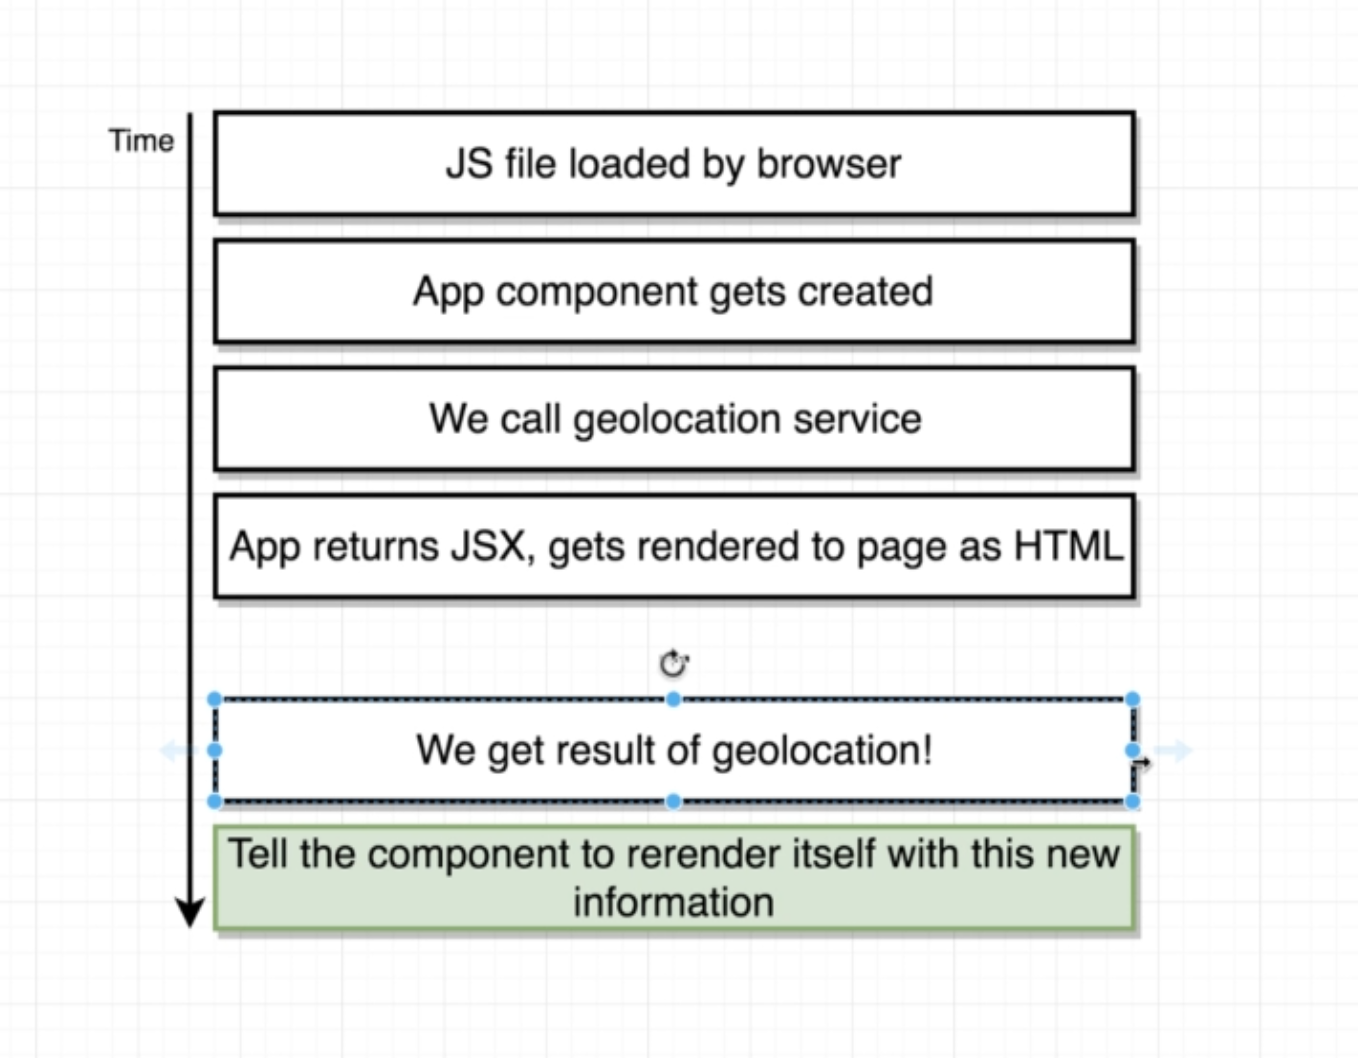 Time
JS file loaded by browser
App component gets created
We call geolocation service
App returns JSX, gets rendered to page as HTML
We get result of geolocation!
Tell the component to rerender itself with this new
information